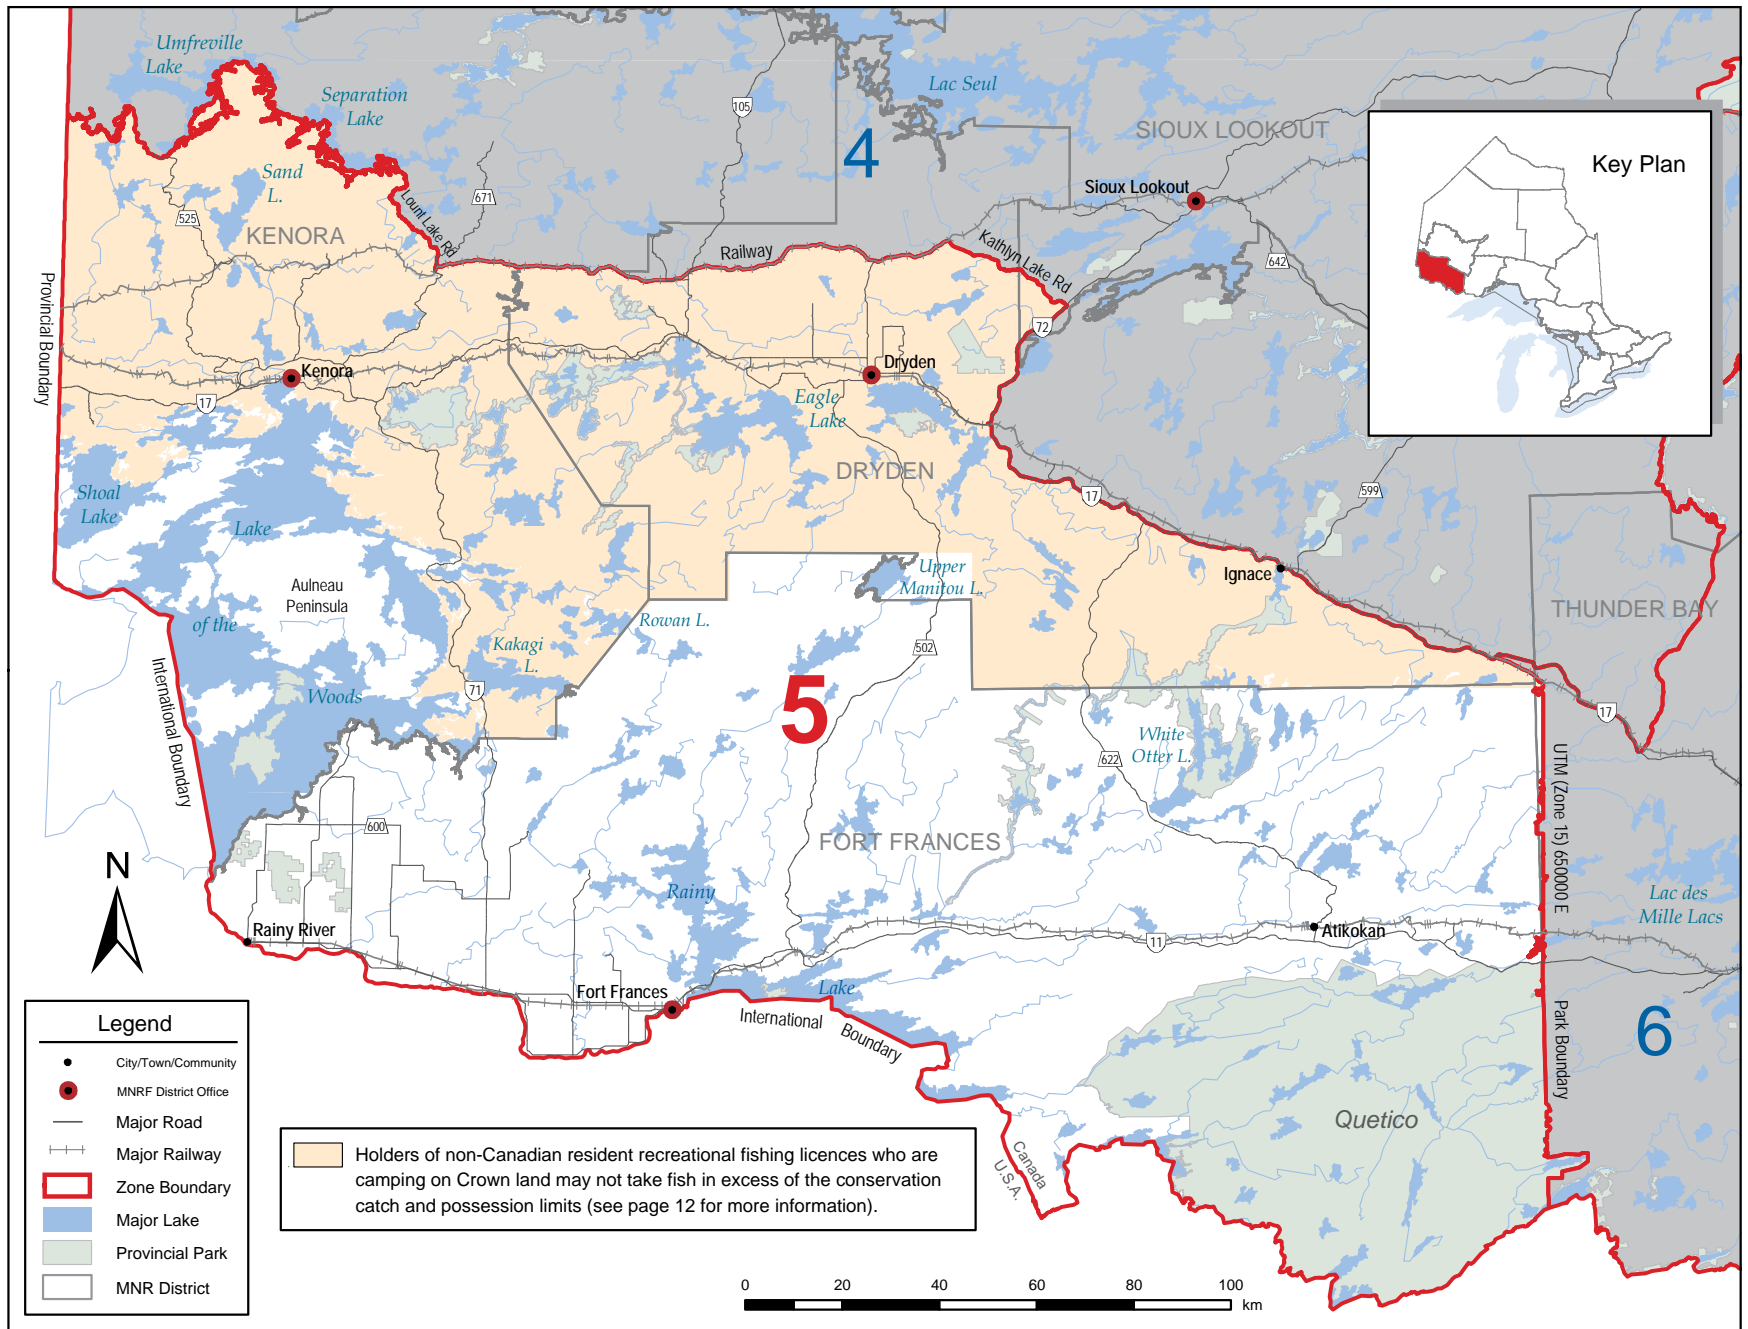 Umfreville
Lake
Separation
Lake
Lac Seul
105
4
SIOUX LOOKOUT
Key Plan
Sand
L.
671
Sioux Lookout
525
Lount Lake Rd
KENORA
Railway
Kathlyn Lake Rd
642
Provincial Boundary
72
Kenora
Dryden
17
Eagle
Lake
DRYDEN
Shoal
Lake
Lake
17
599
Ignace
Upper
Manitou L.
Aulneau
Peninsula
THUNDER BAY
of the
Rowan L.
Kakagi
L.
502
International Boundary
Woods
71
5
17
White
Otter L.
622
UTM (Zone 15) 650000 E
600
FORT FRANCES
N
Rainy
Lac des
Mille Lacs
Rainy River
11
Atikokan
Fort Frances
Lake
International
Boundary
Park Boundary
6
Quetico
Canada
U.S.A.
Legend
City/Town/Community
MNRF District Office
Major Road
Major Railway
Zone Boundary
Major Lake
Provincial Park
MNR District
Holders of non-Canadian resident recreational fishing licences who are
camping on Crown land may not take fish in excess of the conservation
catch and possession limits (see page 12 for more information).
0 20 40 60 80 100
km